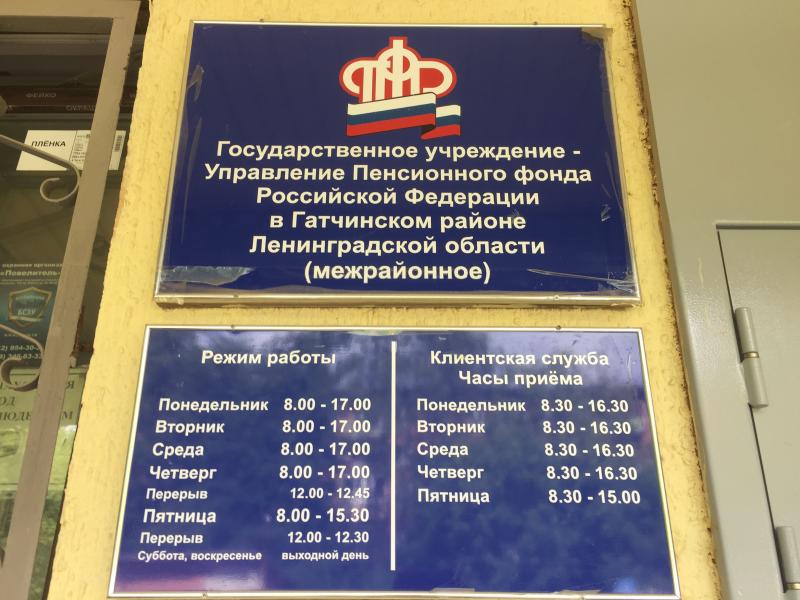 ПФР
Государственное учреждение -
Управление Пенсионного фонда
Российской Федерации
в Гатчинском районе
Ленинградской области
(межрайонное)
Режим работы
Понедельник 8.00 - 17.00
Вторник 8.00 - 17.00
Среда 8.00 - 17.00
Четверг 8.00 - 17.00
Перерыв 12.00 - 12.45
Пятница 8.00 - 15.30
Перерыв 12.00 - 12.30
Суббота, воскресенье выходной день
Клиентская служба
Часы приёма
Понедельник 8.30 - 16.30
Вторник 8.30 - 16.30
Среда 8.30 - 16.30
Четверг 8.30 - 16.30
Пятница 8.30 - 15.00
ФЕЙКО
ПЛЁНКА
«Повелитель-
БСЗУ